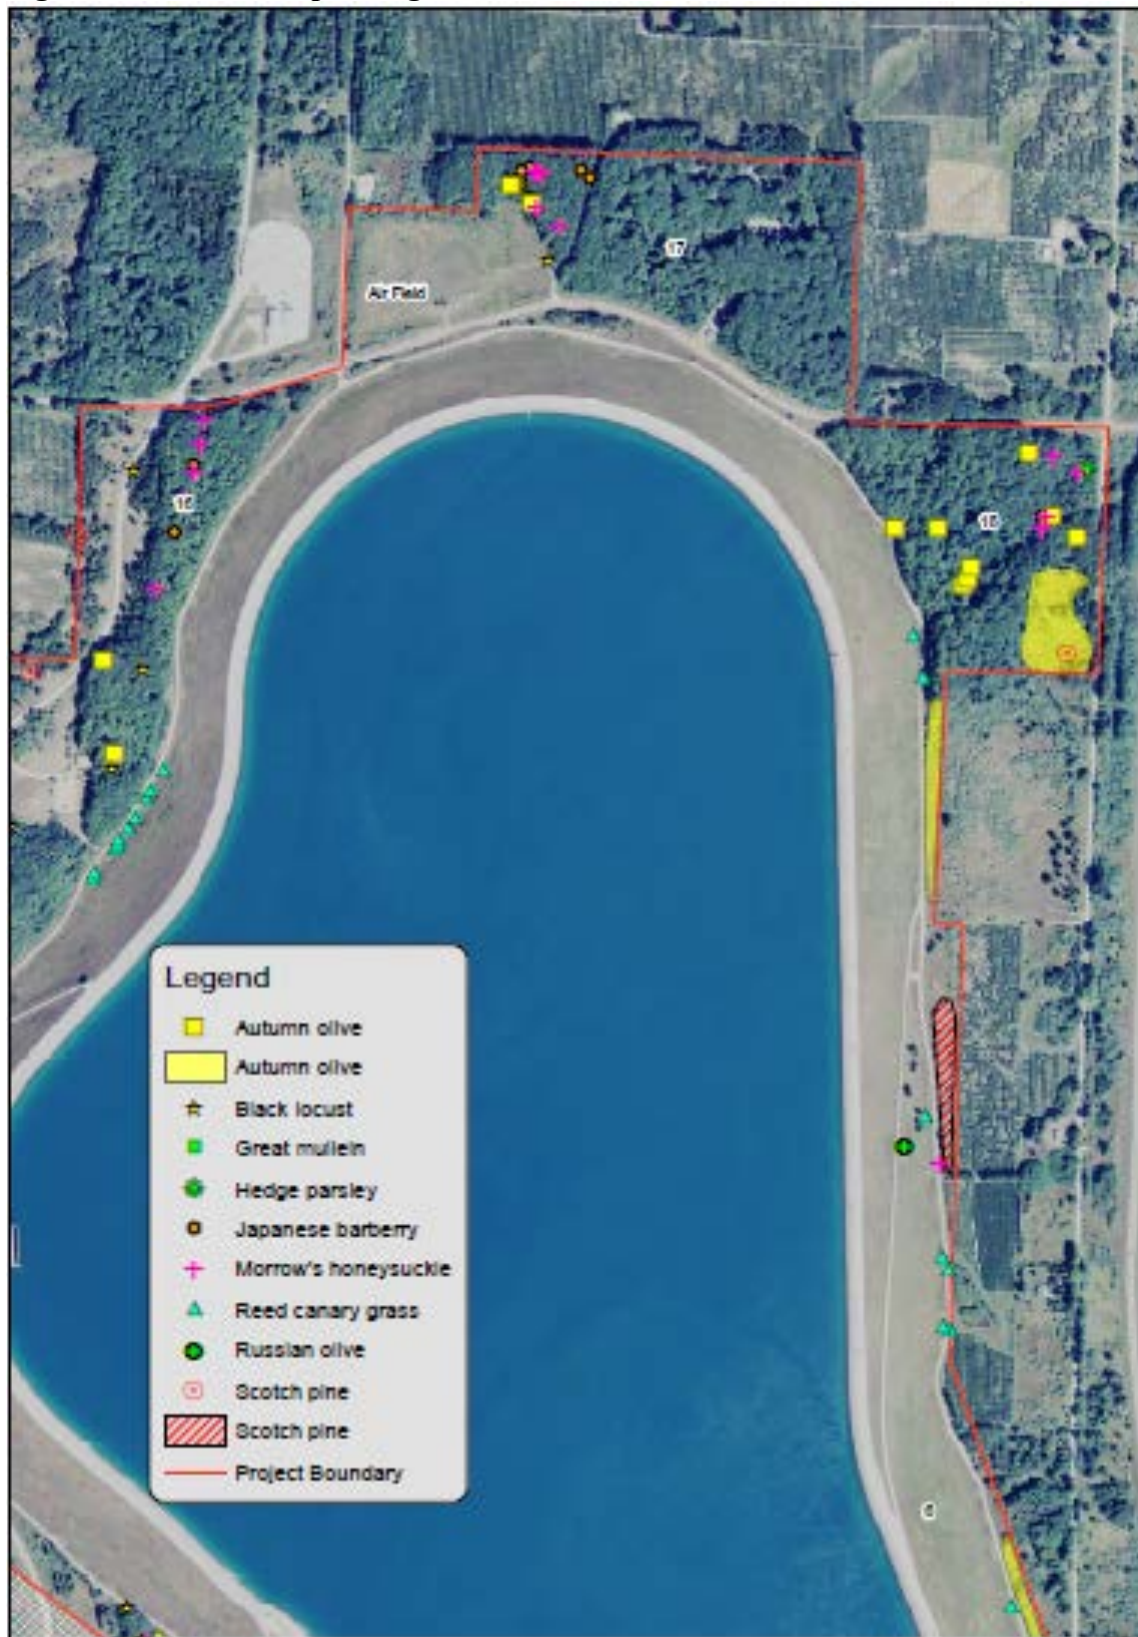 17
Air Field
16
15
Legend
Autumn olive
Autumn olive
Black locust
Great mullein
Hedge parsley
Japanese barberry
Morrow's honeysuckle
Reed canary grass
Russian olive
Scotch pine
Scotch pine
Project Boundary